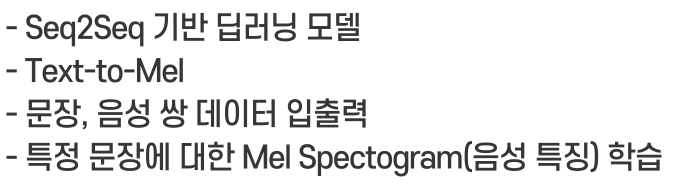 - Seq2Seq 기반 딥러닝 모델
- Text-to-Mel
- 문장, 음성 쌍 데이터 입출력
- 특정 문장에 대한 Mel Spectogram(음성 특징) 학습